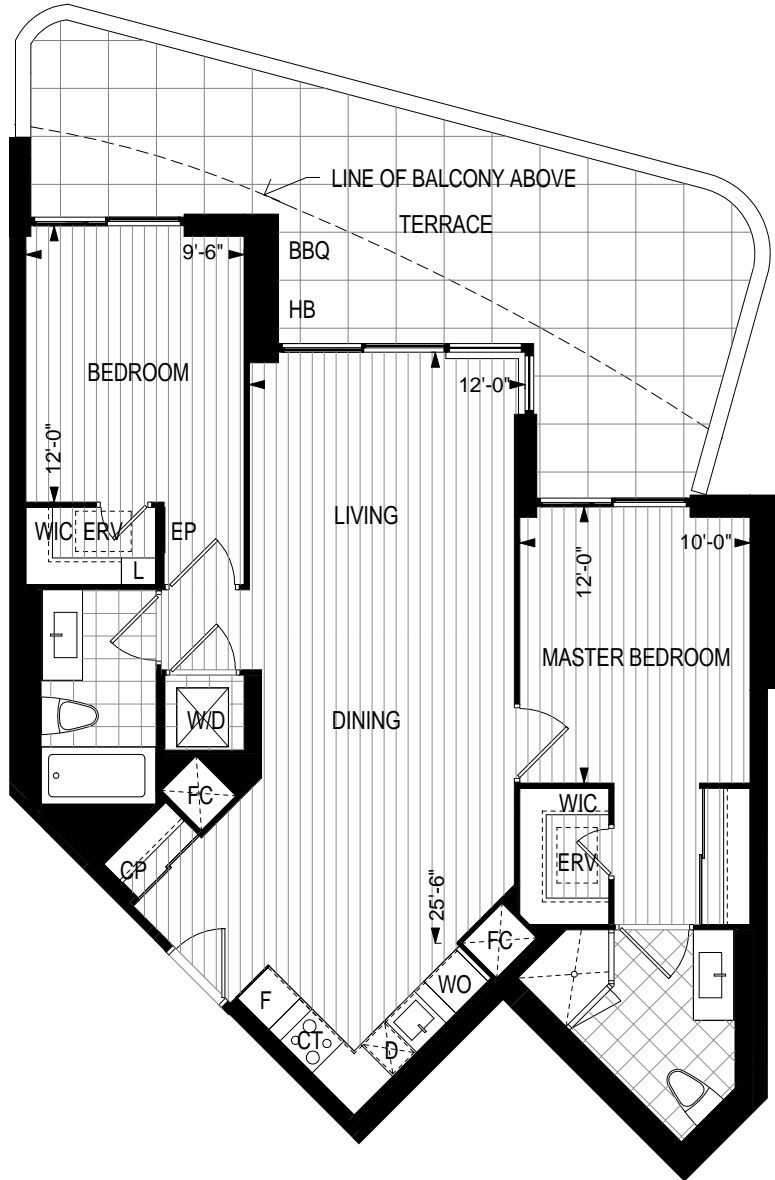 LINE OF BALCONY ABOVE
TERRACE
9'-6"
BBQ
HB
BEDROOM
12'-0"
12'-0"
WIC ERV EP
L
LIVING
12'-0"
10'-0"
MASTER BEDROOM
W/D
DINING
FC
WIC
CP
ERV
25'-6"
FC
F
WO
CT
D